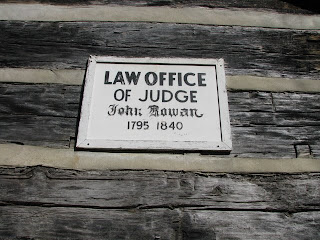 LAW OFFICE
OF JUDGE
John Rowan
1795 1840